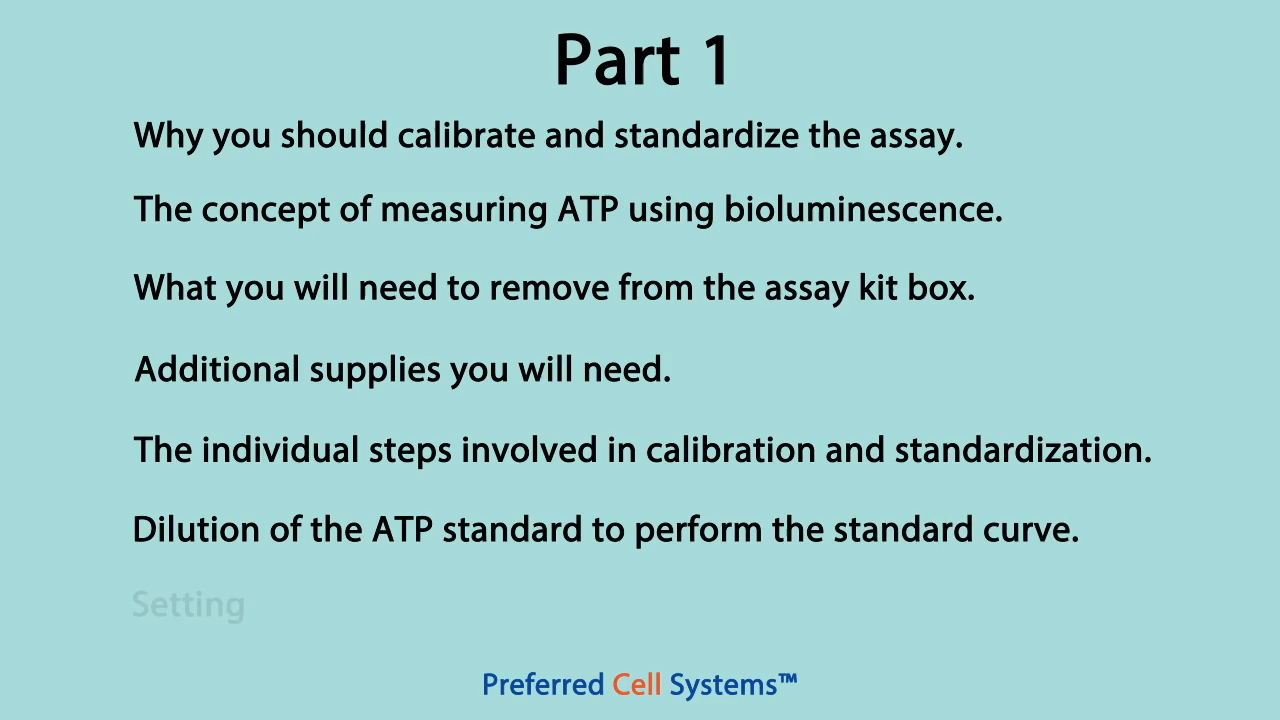 Part 1
Why you should calibrate and standardize the assay.
The concept of measuring ATP using bioluminescence.
What you will need to remove from the assay kit box.
Additional supplies you will need.
The individual steps involved in calibration and standardization.
Dilution of the ATP standard to perform the standard curve.
Setting
Preferred Cell Systems™